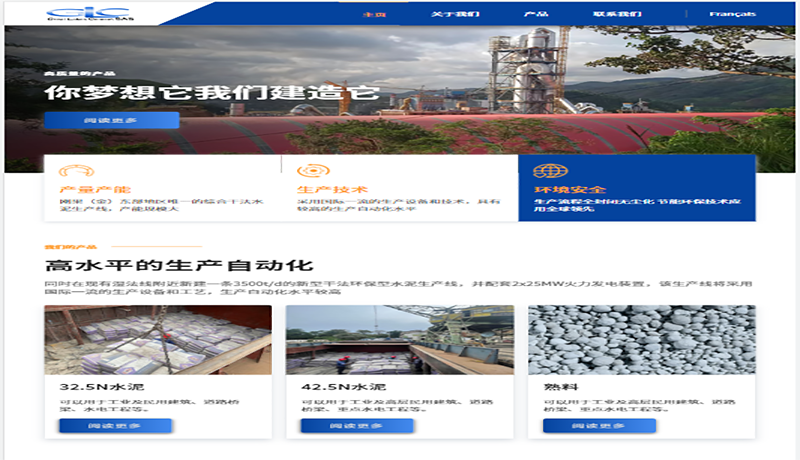 GLC
SAS
主页
关于我们
产品
联系我们
Français
高质量的产品
你梦想它我们建造它
阅读更多
产量产能
刚果（金）东部地区唯一的综合干法水
泥生产线，产能规模大
生产技术
采用国际一流的生产设备和技术，具有
较高的生产自动化水平
环境安全
生产流程全封闭无尘化 节能环保技术应
用全球领先
我们的产品
高水平的生产自动化
同时在现有湿法线附近新建一条3500t/d的新型干法环保型水泥生产线，并配套2x25MW火力发电装置，该生产线将采用
国际一流的生产设备和工艺，生产自动化水平较高
32.5N水泥
可以用于工业及民用建筑、道路桥
梁、水电工程等。
阅读更多
42.5N水泥
可以用于工业及高层民用建筑、道路
桥梁、重点水电工程等。
阅读更多
熟料
可以用于工业及高层民用建筑、道路
桥梁、重点水电工程等。
阅读更多